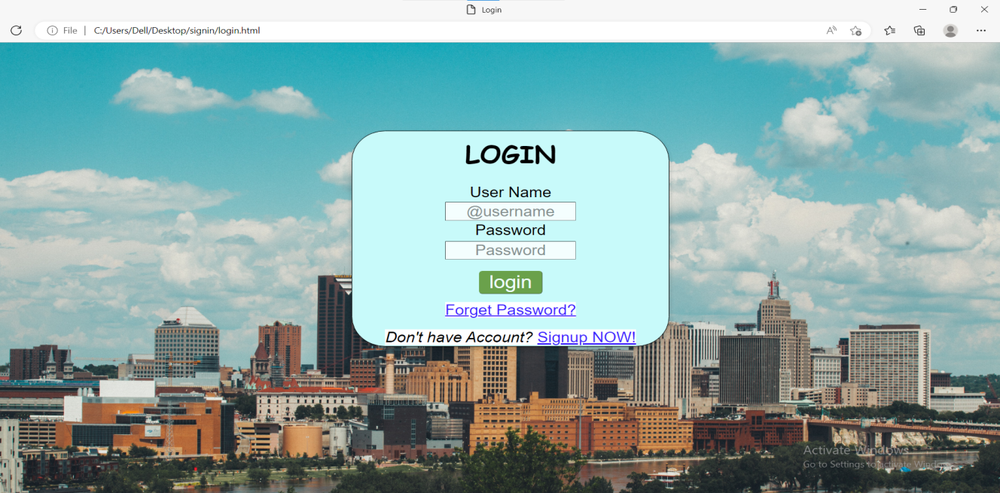 Login
File | C:/Users/Dell/Desktop/signin/login.html
LOGIN
User Name
@username
Password
Password
login
Forget Password?
Don't have Account? Signup NOW!
Activate Windows
Go to Settings to activate Windows.